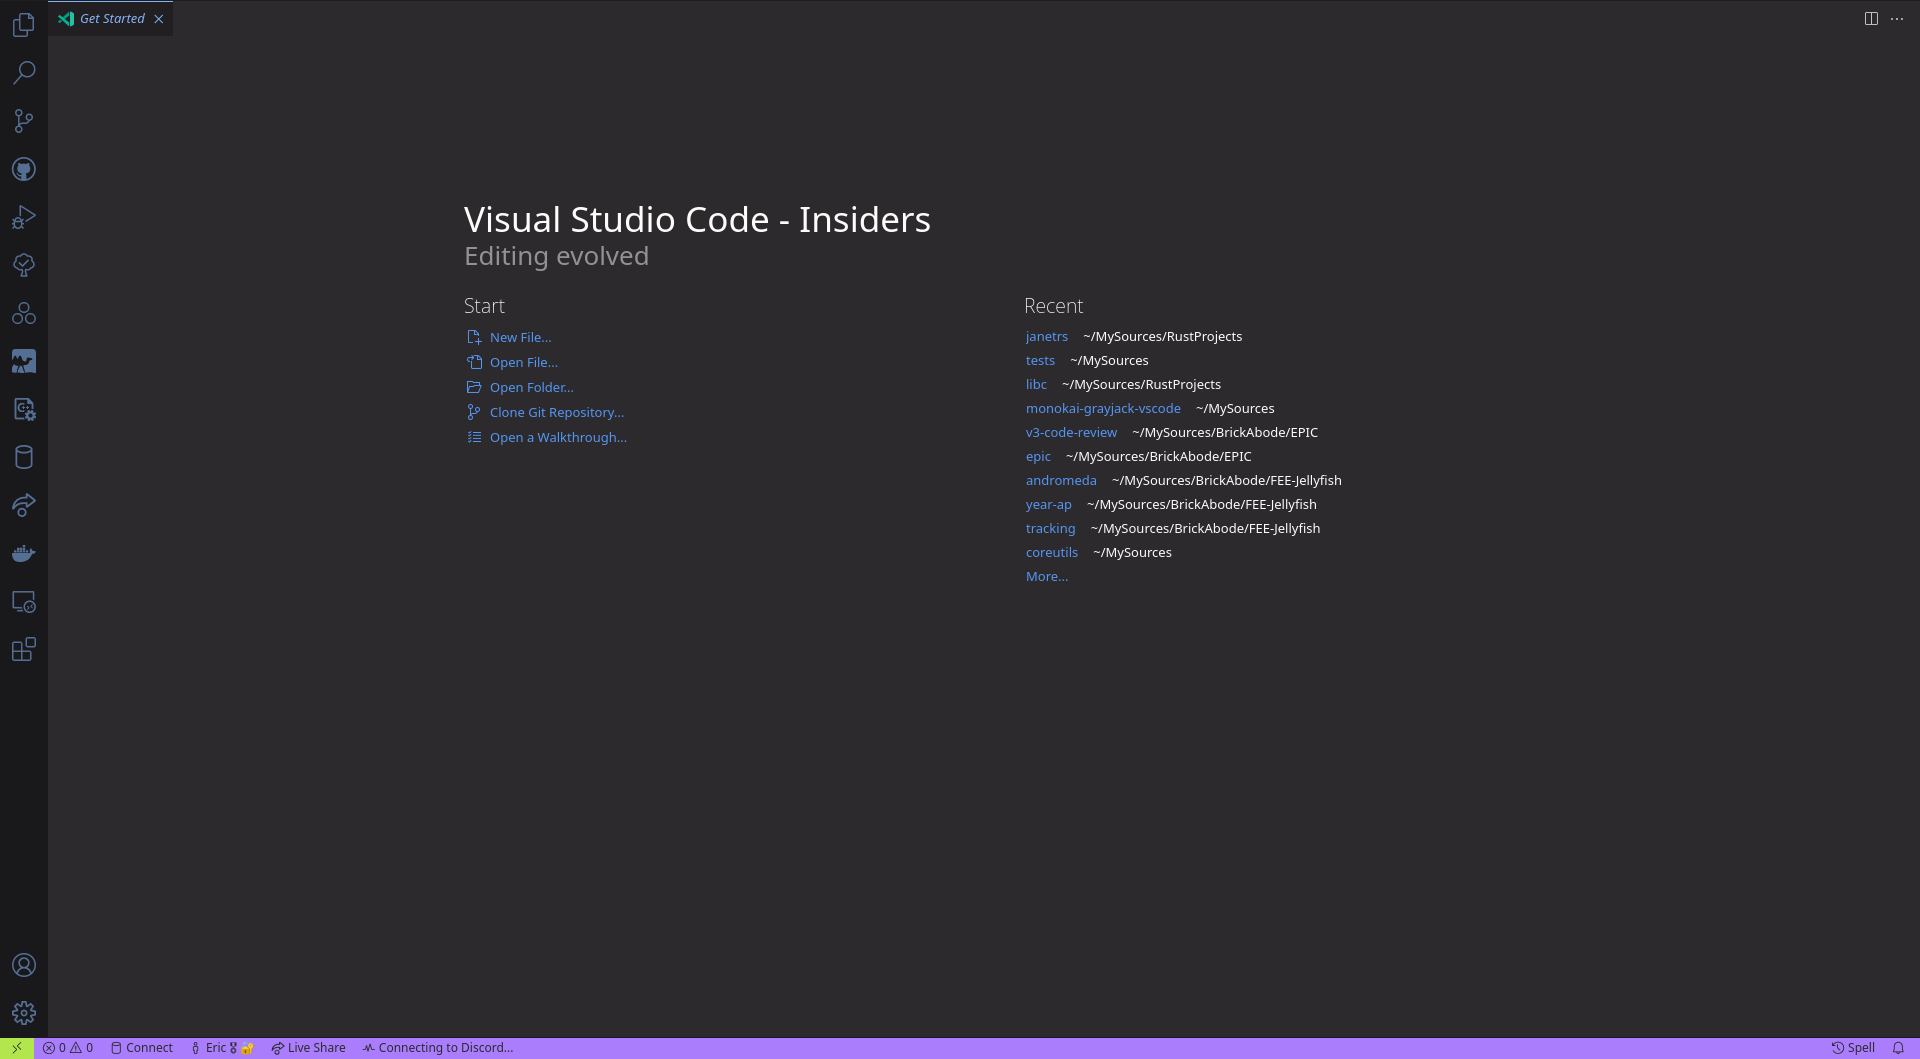 Get Started
Visual Studio Code - Insiders
Editing evolved
Start
New File...
Open File...
Open Folder...
Clone Git Repository...
Open a Walkthrough...
Recent
janetrs ~/MySources/RustProjects
tests ~/MySources
libc ~/MySources/RustProjects
monokai-grayjack-vscode ~/MySources
v3-code-review ~/MySources/BrickAbode/EPIC
epic ~/MySources/BrickAbode/EPIC
andromeda ~/MySources/BrickAbode/FEE-Jellyfish
year-ap ~/MySources/BrickAbode/FEE-Jellyfish
tracking ~/MySources/BrickAbode/FEE-Jellyfish
coreutils ~/MySources
More...
0 0 Connect Eric 🎖🔐 Live Share Connecting to Discord... Spell